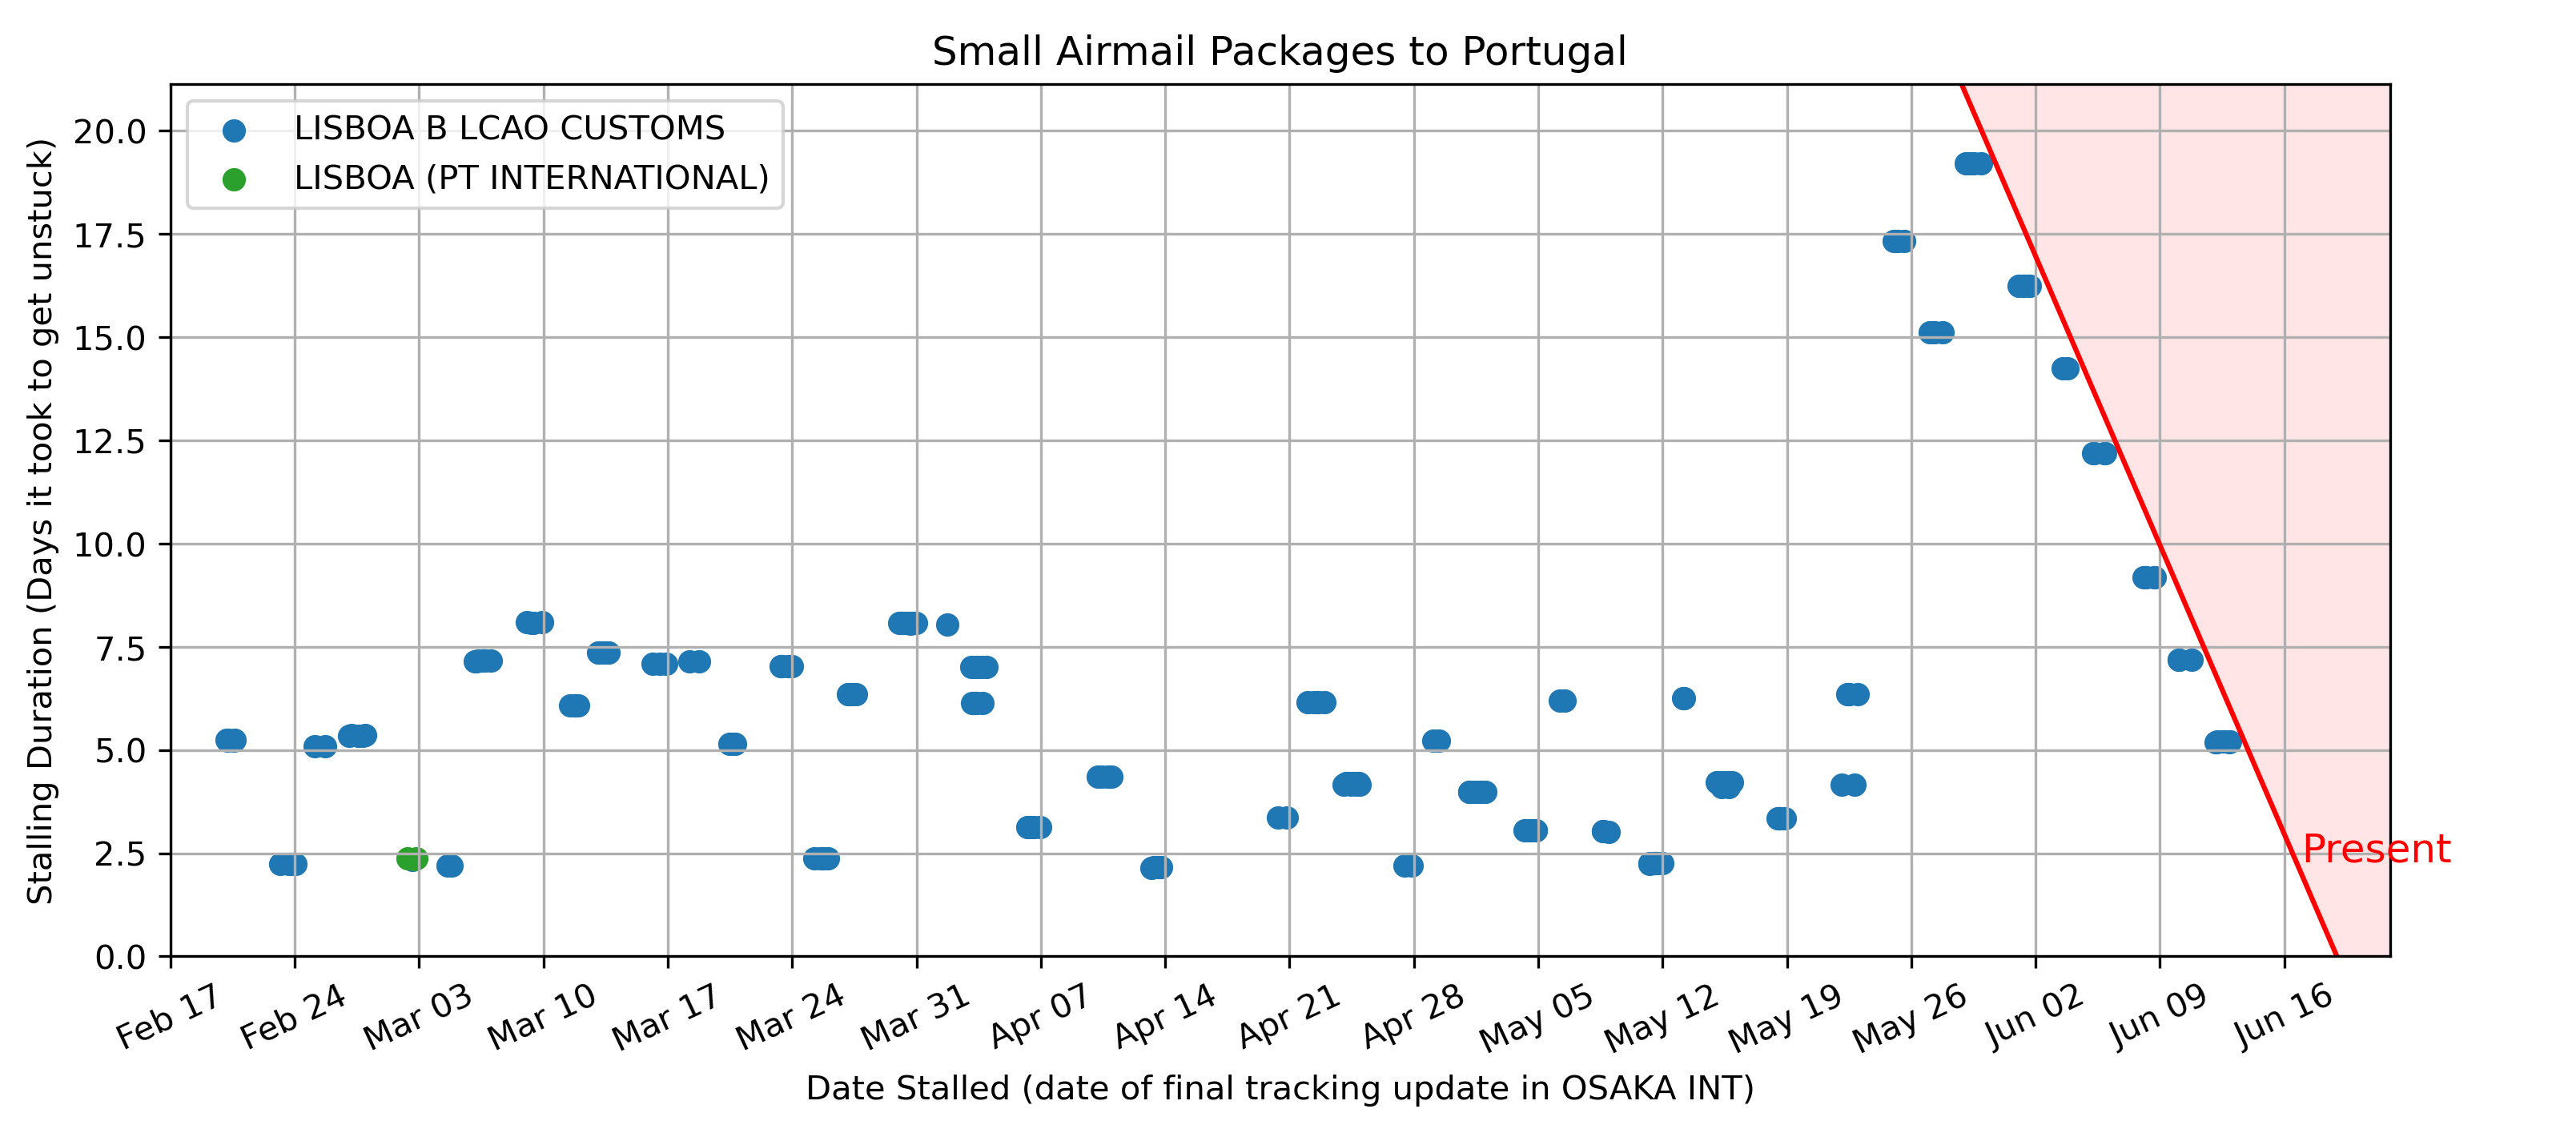 Small Airmail Packages to Portugal
LISBOA B LCAO CUSTOMS
LISBOA (PT INTERNATIONAL)
Stalling Duration (Days it took to get unstuck)
20.0
17.5
15.0
12.5
10.0
7.5
5.0
2.5
0.0
Present
Feb 17
Feb 24
Mar 03
Mar 10
Mar 17
Mar 24
Mar 31
Apr 07
Apr 14
Apr 21
Apr 28
May 05
May 12
May 19
May 26
Jun 02
Jun 09
Jun 16
Date Stalled (date of final tracking update in OSAKA INT)